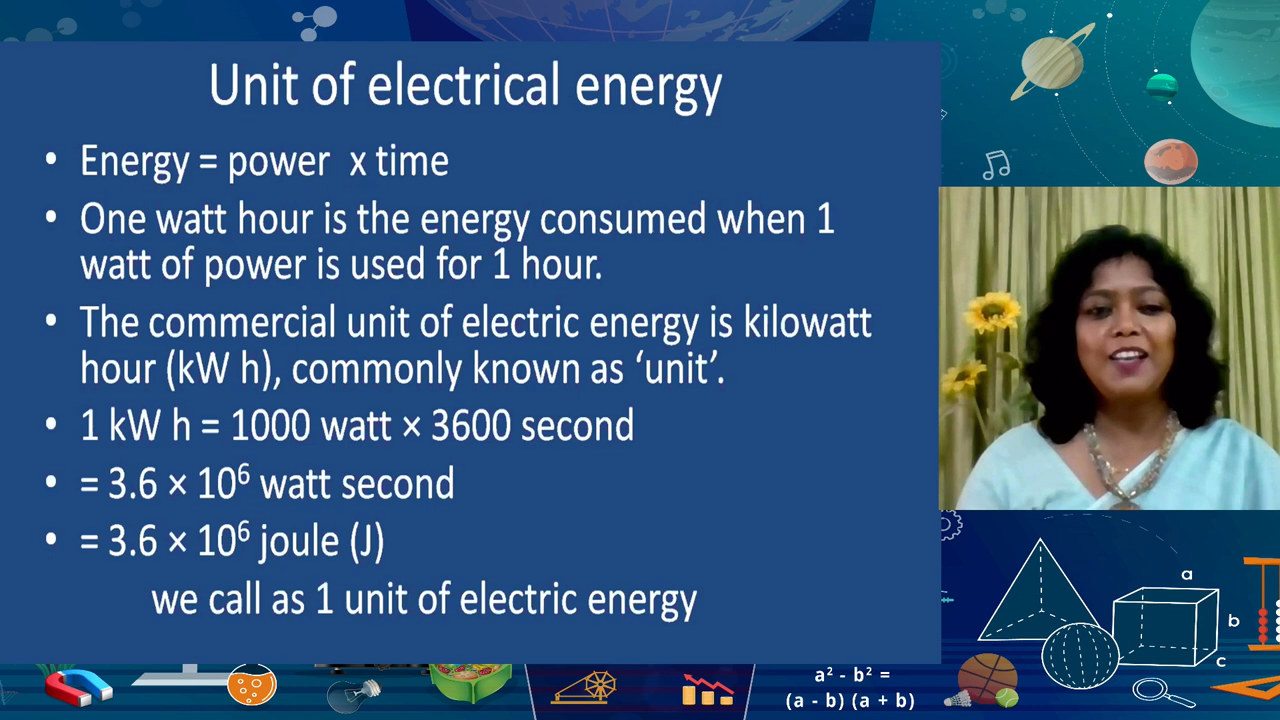 Unit of electrical energy
• Energy = power x time
• One watt hour is the energy consumed when 1
watt of power is used for 1 hour.
• The commercial unit of electric energy is kilowatt
hour (kW h), commonly known as ‘unit’.
• 1 kW h = 1000 watt × 3600 second
• = 3.6 × 10⁶ watt second
• = 3.6 × 10⁶ joule (J)
we call as 1 unit of electric energy
a
b
c
a² - b² =
(a - b) (a + b)